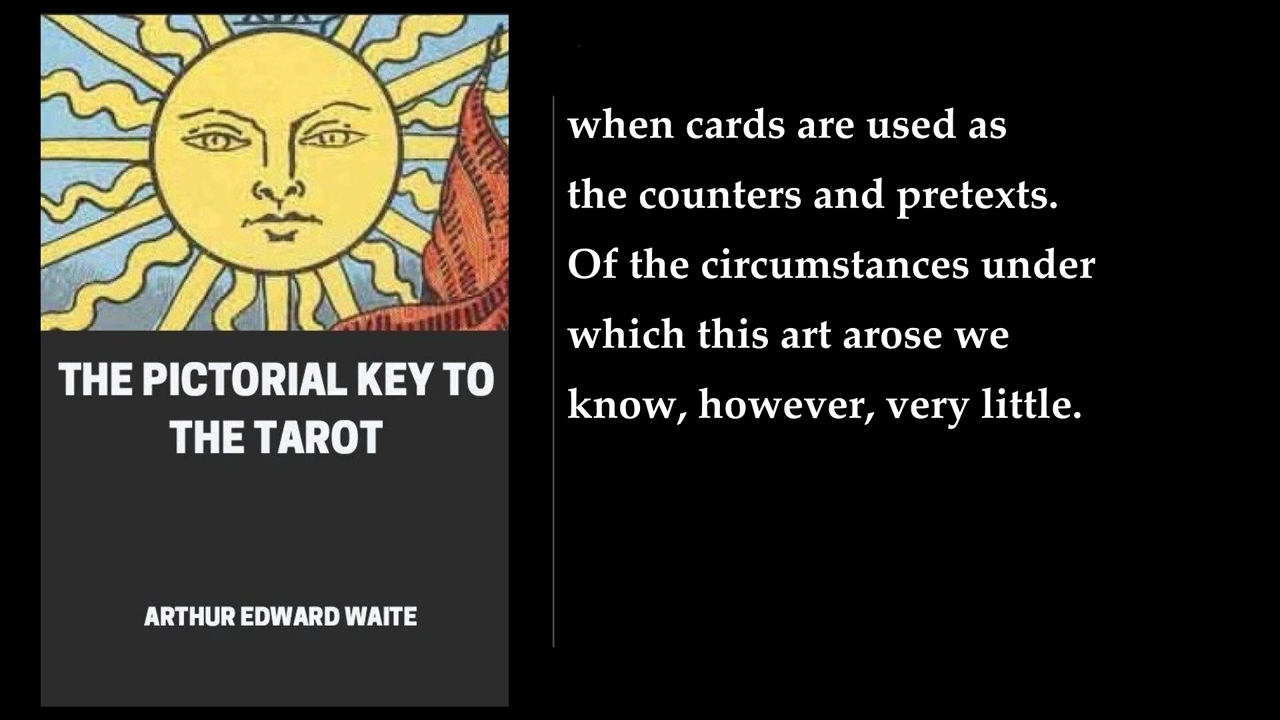 XIX
THE PICTORIAL KEY TO
THE TAROT
ARTHUR EDWARD WAITE
when cards are used as
the counters and pretexts.
Of the circumstances under
which this art arose we
know, however, very little.